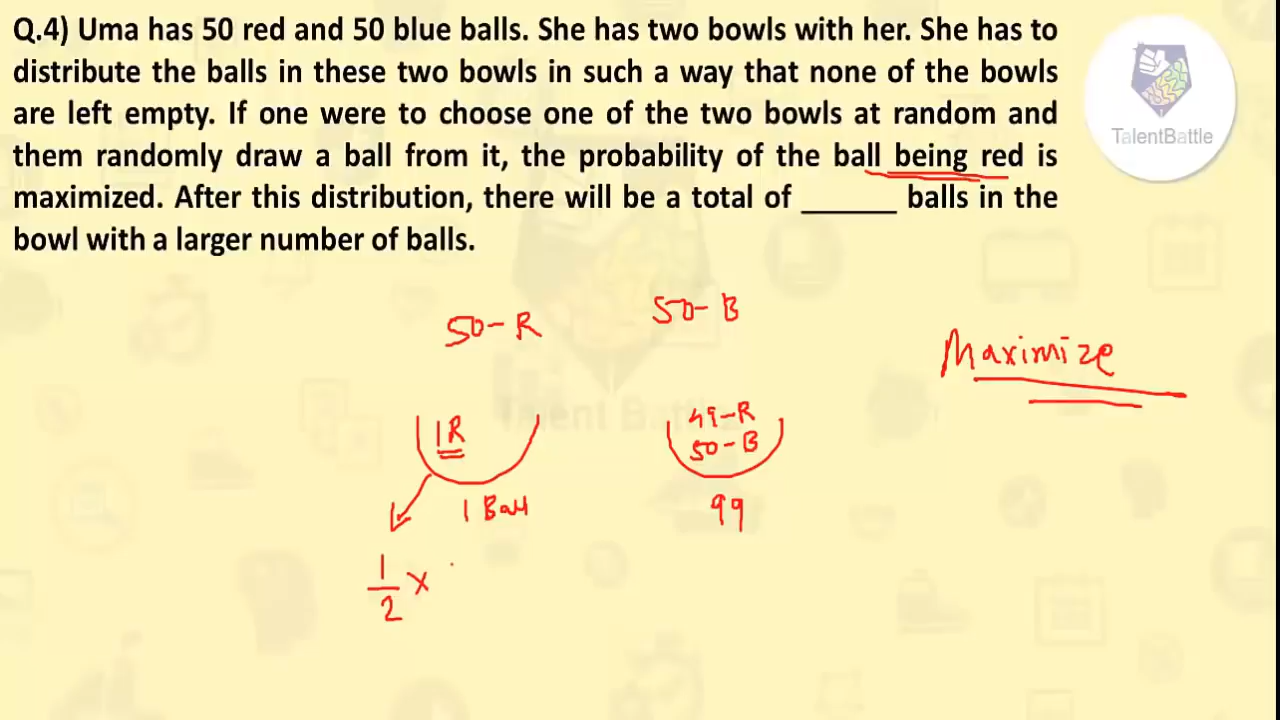 Q.4) Uma has 50 red and 50 blue balls. She has two bowls with her. She has to
distribute the balls in these two bowls in such a way that none of the bowls
are left empty. If one were to choose one of the two bowls at random and
them randomly draw a ball from it, the probability of the ball being red is
maximized. After this distribution, there will be a total of ______ balls in the
bowl with a larger number of balls.
TalentBattle
Talent Battle
50-R
50-B
Maximize
1R
49-R
50-B
1 Ball
99
1/2 ×